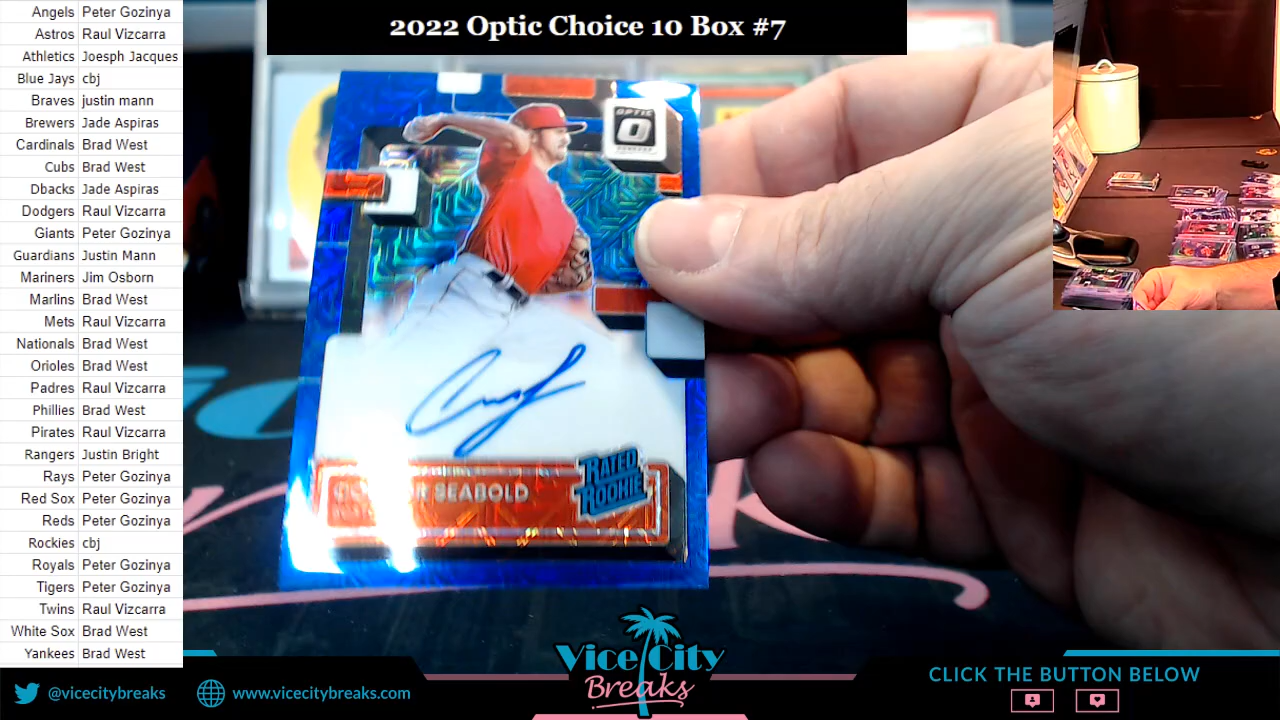 2022 Optic Choice 10 Box #7
Angels Peter Gozinya
Astros Raul Vizcarra
Athletics Joesph Jacques
Blue Jays cbj
Braves justin mann
Brewers Jade Aspiras
Cardinals Brad West
Cubs Brad West
Dbacks Jade Aspiras
Dodgers Raul Vizcarra
Giants Peter Gozinya
Guardians Justin Mann
Mariners Jim Osborn
Marlins Brad West
Mets Raul Vizcarra
Nationals Brad West
Orioles Brad West
Padres Raul Vizcarra
Phillies Brad West
Pirates Raul Vizcarra
Rangers Justin Bright
Rays Peter Gozinya
Red Sox Peter Gozinya
Reds Peter Gozinya
Rockies cbj
Royals Peter Gozinya
Tigers Peter Gozinya
Twins Raul Vizcarra
White Sox Brad West
Yankees Brad West
OPTIC
SEABOLD
RATED
ROOKIE
Vice City
Breaks
@vicecitybreaks
www.vicecitybreaks.com
CLICK THE BUTTON BELOW